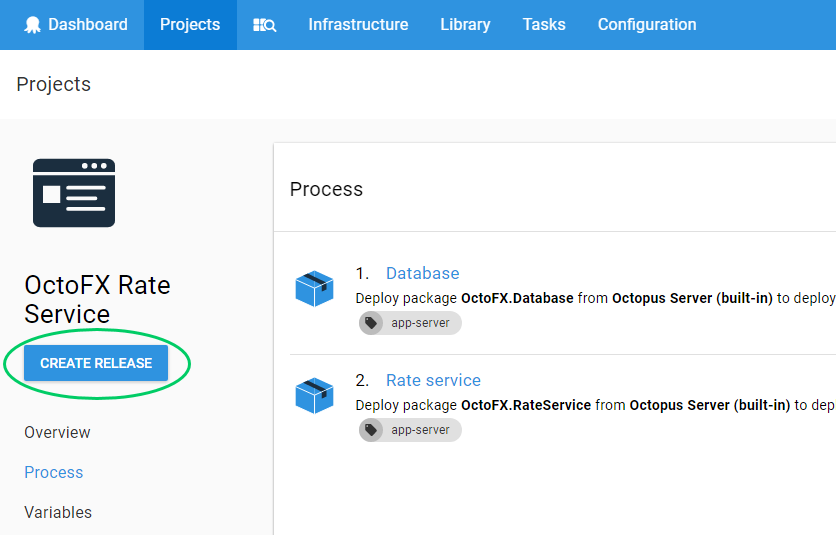 Dashboard Projects Infrastructure Library Tasks Configuration
Projects
OctoFX Rate
Service
CREATE RELEASE
Overview
Process
Variables
Process
1. Database
Deploy package OctoFX.Database from Octopus Server (built-in) to deploy
app-server
2. Rate service
Deploy package OctoFX.RateService from Octopus Server (built-in) to dep
app-server